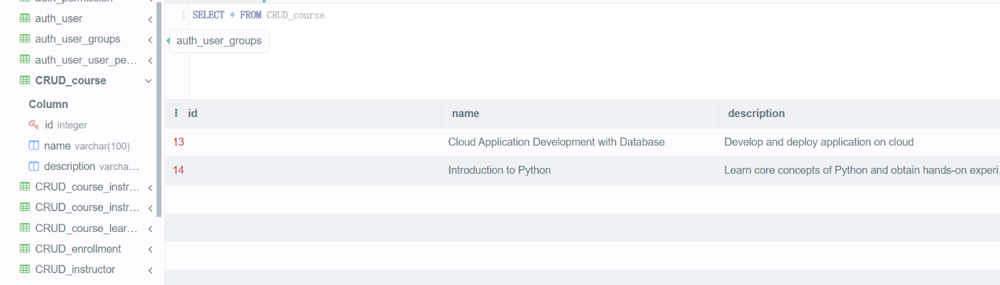 auth_permission
auth_user
auth_user_groups
auth_user_user_pe...
CRUD_course
Column
id integer
name varchar(100)
description varcha...
CRUD_course_instr...
CRUD_course_instr...
CRUD_course_lear...
CRUD_enrollment
CRUD_instructor
1 SELECT * FROM CRUD_course
auth_user_groups
id name description
13 Cloud Application Development with Database Develop and deploy application on cloud
14 Introduction to Python Learn core concepts of Python and obtain hands-on experi.